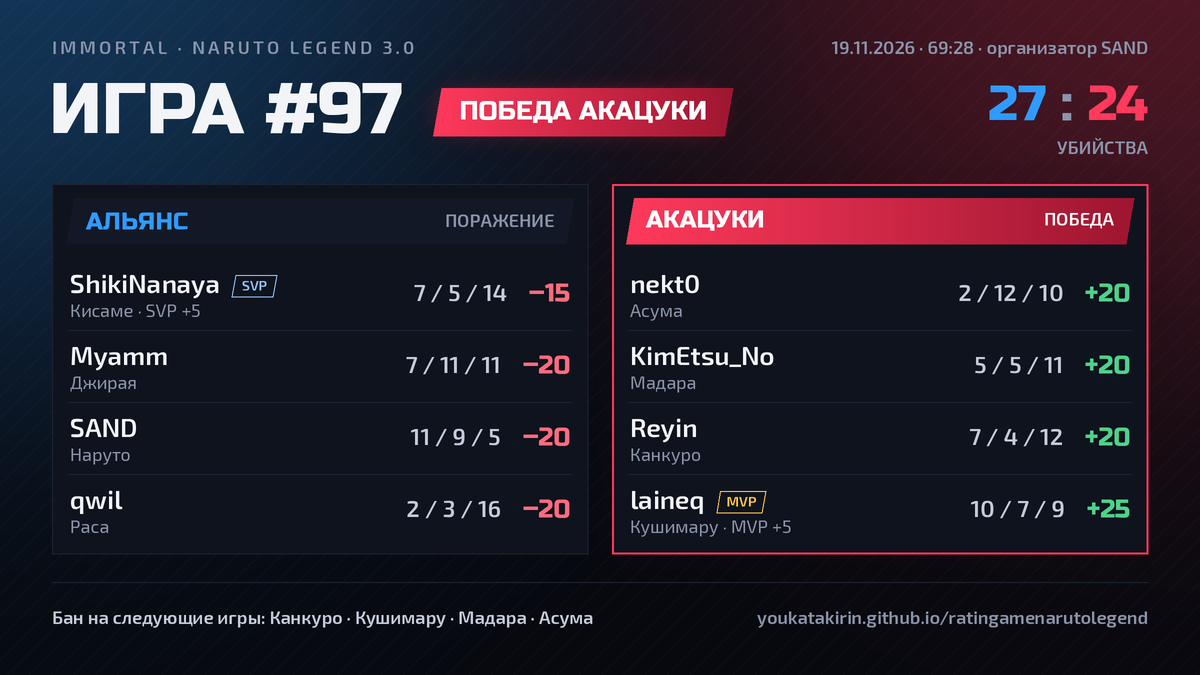 IMMORTAL · NARUTO LEGEND 3.0
19.11.2026 · 69:28 · организатор SAND
ИГРА #97
ПОБЕДА АКАЦУКИ
27 : 24
УБИЙСТВА
АЛЬЯНС ПОРАЖЕНИЕ
ShikiNanaya SVP 7 / 5 / 14 −15
Кисаме · SVP +5
Myamm 7 / 11 / 11 −20
Джирая
SAND 11 / 9 / 5 −20
Наруто
qwil 2 / 3 / 16 −20
Раса
АКАЦУКИ ПОБЕДА
nekt0 2 / 12 / 10 +20
Асума
KimEtsu_No 5 / 5 / 11 +20
Мадара
Reyin 7 / 4 / 12 +20
Канкуро
laineq MVP 10 / 7 / 9 +25
Кушимару · MVP +5
Бан на следующие игры: Канкуро · Кушимару · Мадара · Асума
youkatakirin.github.io/ratingamenarutolegend